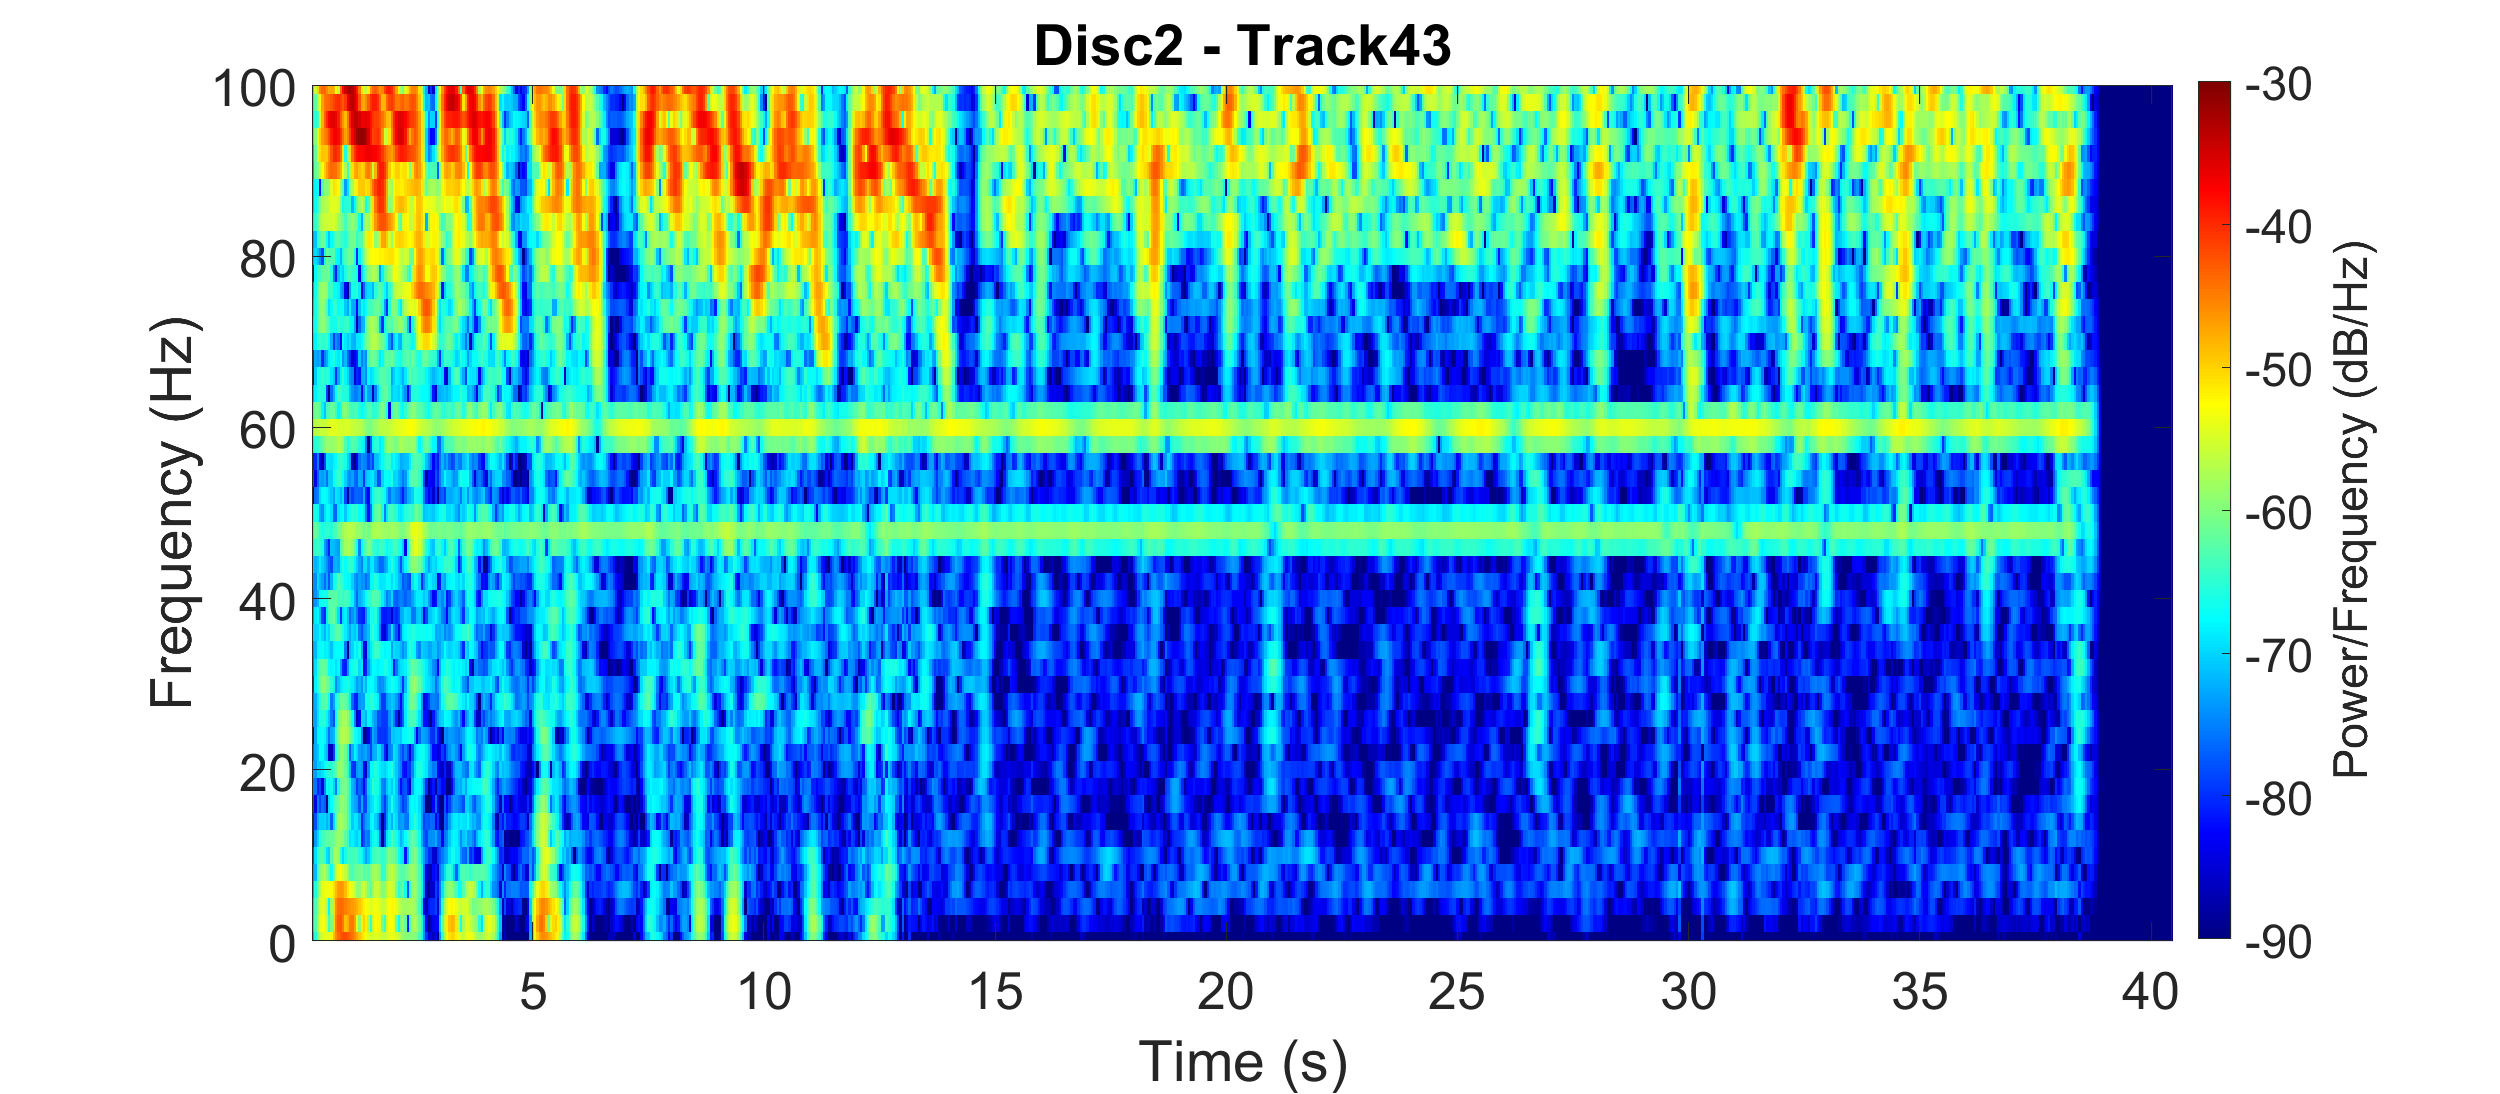 Disc2 - Track43
100
80
60
40
20
0
Frequency (Hz)
5 10 15 20 25 30 35 40
Time (s)
-30
-40
-50
-60
-70
-80
-90
Power/Frequency (dB/Hz)